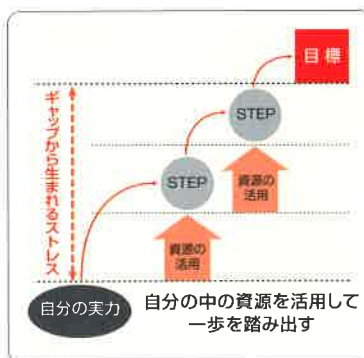 目標
STEP
STEP
資源の
活用
資源の
活用
ギャップから生まれるストレス
自分の実力
自分の中の資源を活用して
一歩を踏み出す